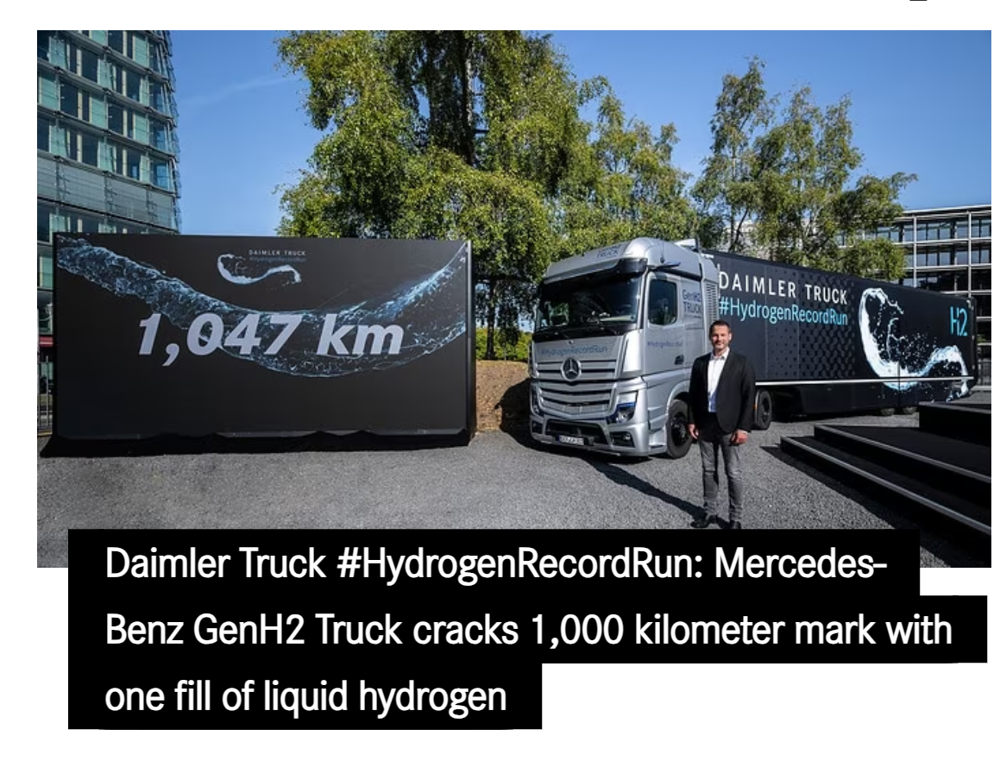 DAIMLER TRUCK
#HydrogenRecordRun
1,047 km
TRUCK
GenH2
TRUCK
#HydrogenRecordRun
DAIMLER TRUCK
#HydrogenRecordRun
H2
Daimler Truck #HydrogenRecordRun: Mercedes-
Benz GenH2 Truck cracks 1,000 kilometer mark with
one fill of liquid hydrogen